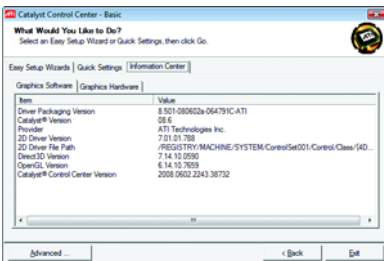 Catalyst Control Center - Basic
What Would You Like to Do?
Select an Easy Setup Wizard or Quick Settings, then click Go.
ATI
Easy Setup Wizards Quick Settings Information Center
Graphics Software Graphics Hardware
Item Value
Driver Packaging Version 8.501-080602a-064791C-ATI
Catalyst® Version 08.6
Provider ATI Technologies Inc.
2D Driver Version 7.01.01.788
2D Driver File Path /REGISTRY/MACHINE/SYSTEM/ControlSet001/Control/Class/{4D...
Direct3D Version 7.14.10.0590
OpenGL Version 6.14.10.7659
Catalyst® Control Center Version 2008.0602.2243.38732
Advanced ... < Back Exit